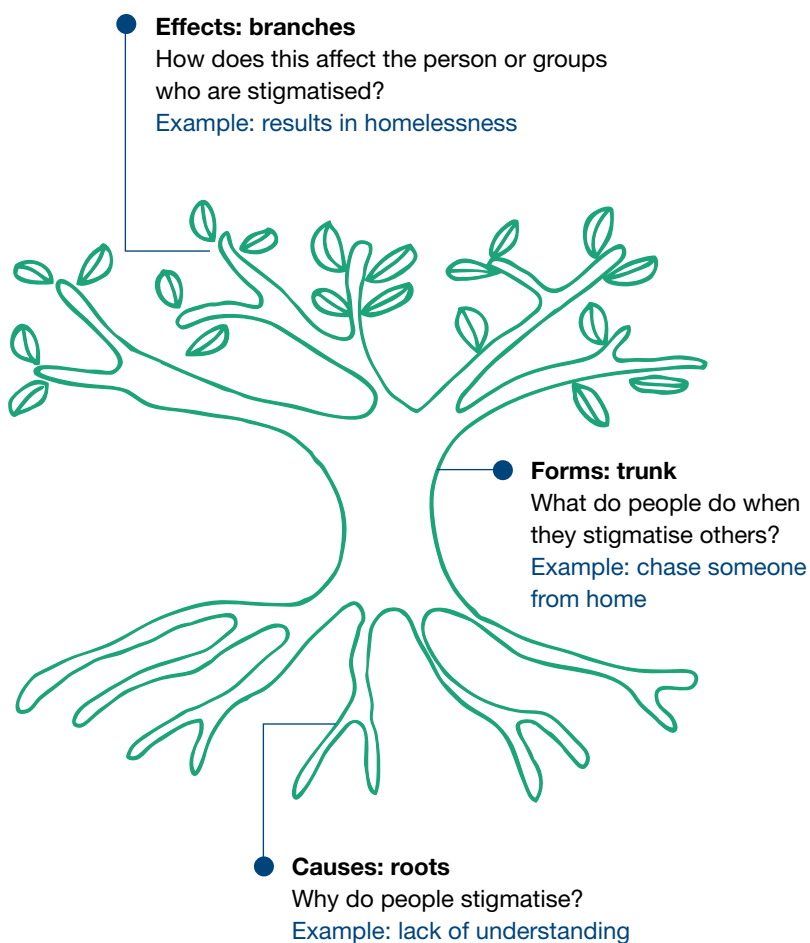 Effects: branches
How does this affect the person or groups
who are stigmatised?
Example: results in homelessness
Forms: trunk
What do people do when
they stigmatise others?
Example: chase someone
from home
Causes: roots
Why do people stigmatise?
Example: lack of understanding